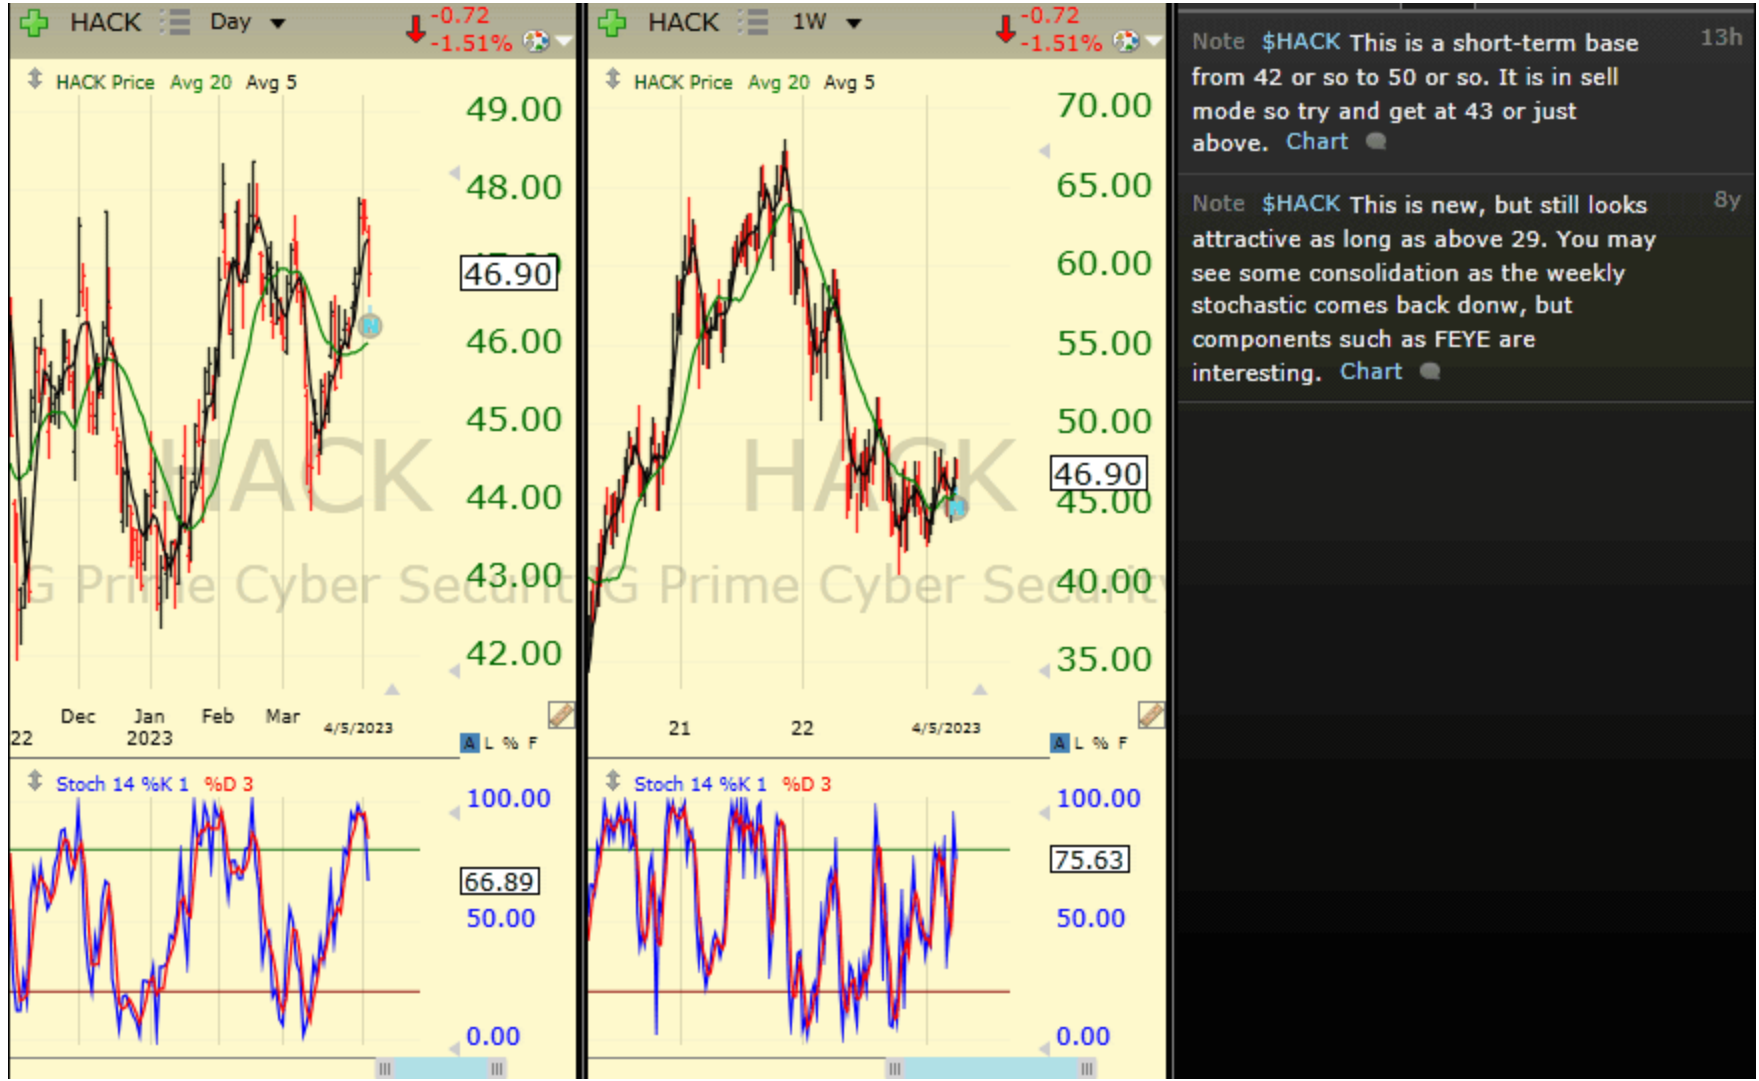 HACK Day
-0.72
-1.51%
HACK Price Avg 20 Avg 5
49.00
48.00
46.90
46.00
45.00
44.00
43.00
42.00
HACK
G Prime Cyber Securit
Dec Jan Feb Mar 4/5/2023
22 2023
A L % F
Stoch 14 %K 1 %D 3
100.00
66.89
50.00
0.00
N
HACK 1W
-0.72
-1.51%
HACK Price Avg 20 Avg 5
70.00
65.00
60.00
55.00
50.00
46.90
45.00
40.00
35.00
HACK
G Prime Cyber Security
21 22 4/5/2023
A L % F
Stoch 14 %K 1 %D 3
100.00
75.63
50.00
0.00
N
Note $HACK This is a short-term base 13h
from 42 or so to 50 or so. It is in sell
mode so try and get at 43 or just
above. Chart
Note $HACK This is new, but still looks 8y
attractive as long as above 29. You may
see some consolidation as the weekly
stochastic comes back donw, but
components such as FEYE are
interesting. Chart